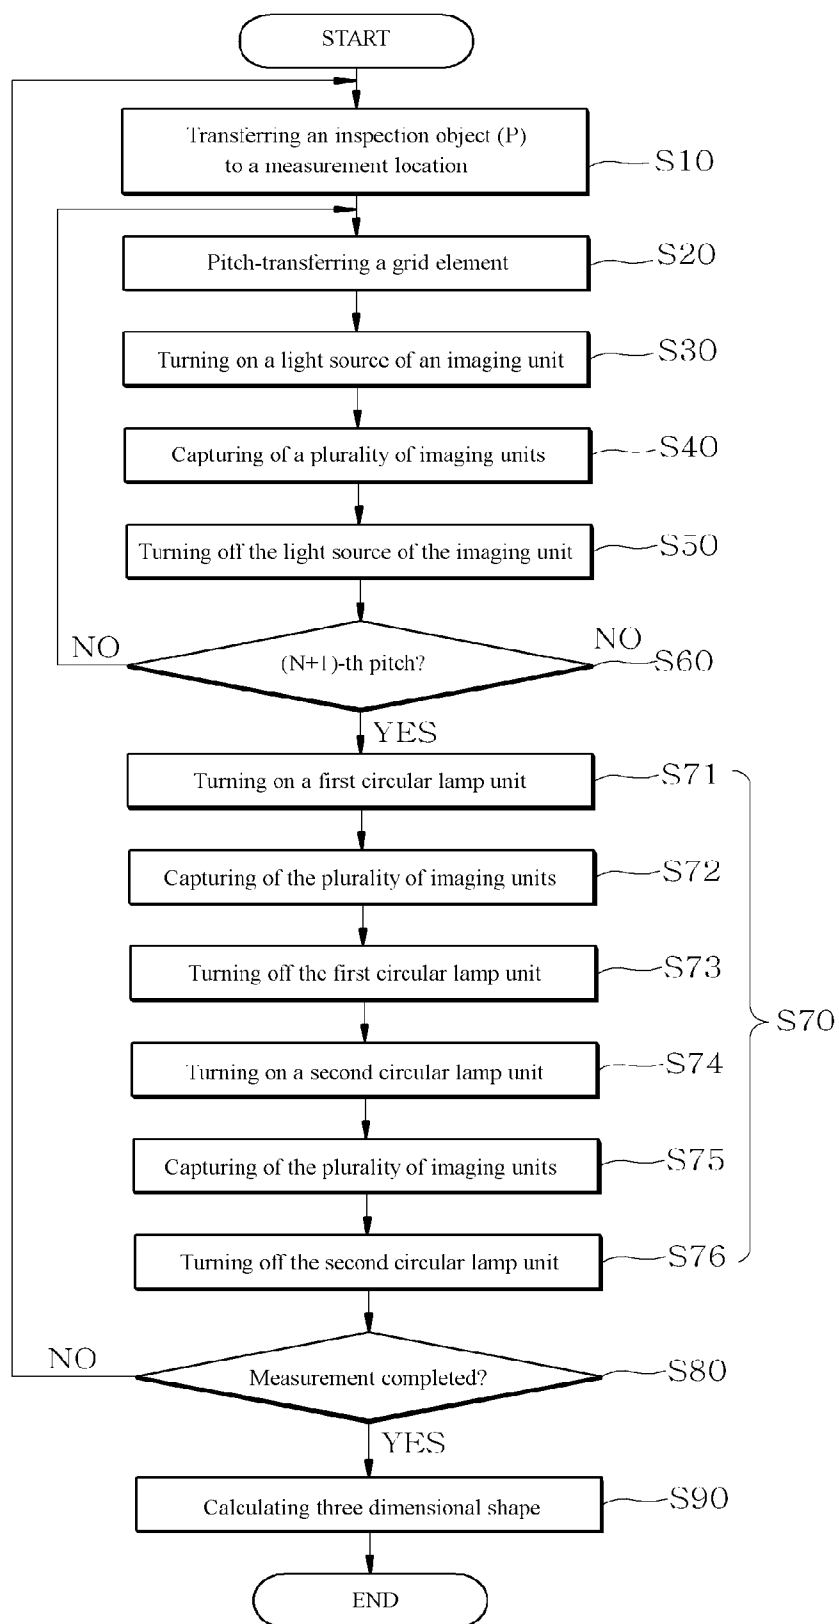 START
Transferring an inspection object (P)
to a measurement location
S10
Pitch-transferring a grid element
S20
Turning on a light source of an imaging unit
S30
Capturing of a plurality of imaging units
S40
Turning off the light source of the imaging unit
S50
NO
(N+1)-th pitch?
NO
S60
YES
Turning on a first circular lamp unit
S71
Capturing of the plurality of imaging units
S72
Turning off the first circular lamp unit
S73
S70
Turning on a second circular lamp unit
S74
Capturing of the plurality of imaging units
S75
Turning off the second circular lamp unit
S76
NO
Measurement completed?
S80
YES
Calculating three dimensional shape
S90
END